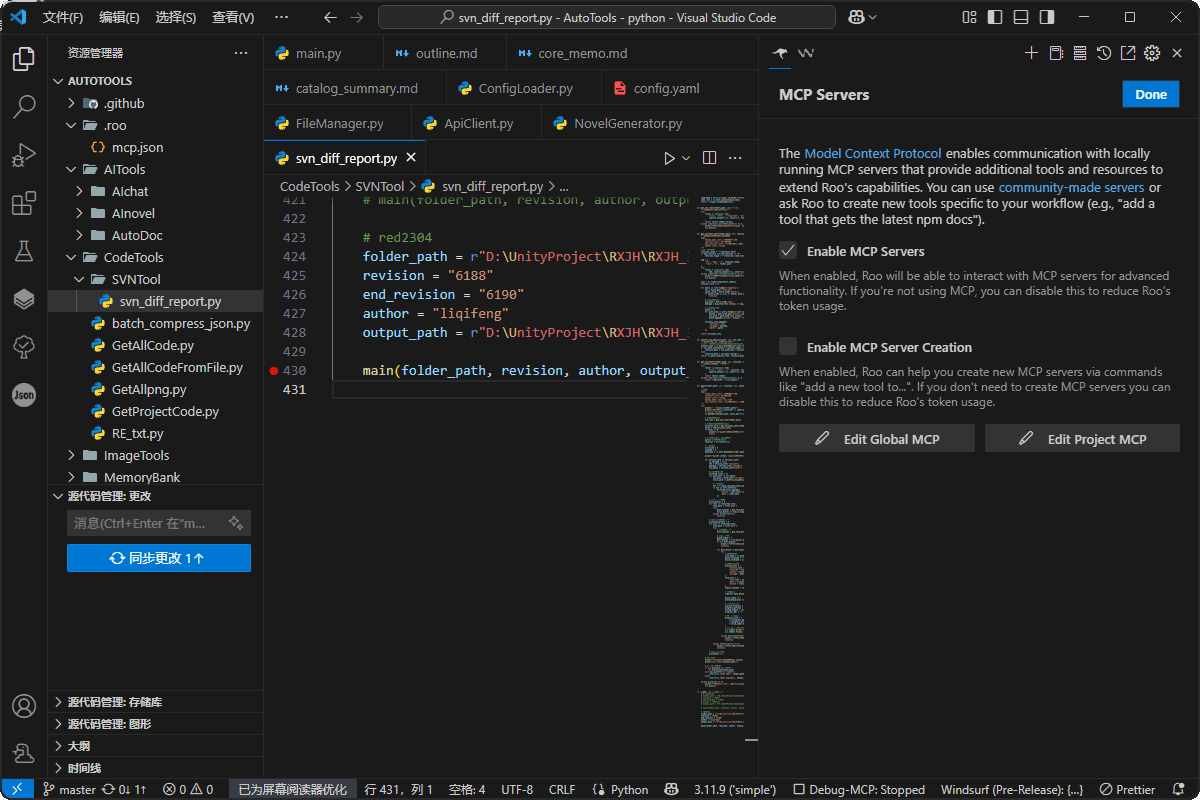 文件(F) 编辑(E) 选择(S) 查看(V) ··· svn_diff_report.py - AutoTools - python - Visual Studio Code
资源管理器 ···
AUTOTOOLS
.github
.roo
mcp.json
AITools
AIchat
AInovel
AutoDoc
CodeTools
SVNTool
svn_diff_report.py
batch_compress_json.py
GetAllCode.py
GetAllCodeFromFile.py
GetAllpng.py
GetProjectCode.py
RE_txt.py
ImageTools
MemoryBank
源代码管理: 更改
消息(Ctrl+Enter 在"m...
同步更改 1↑
源代码管理: 存储库
源代码管理: 图形
大纲
时间线
Json
main.py outline.md core_memo.md
catalog_summary.md ConfigLoader.py config.yaml
FileManager.py ApiClient.py NovelGenerator.py
svn_diff_report.py
CodeTools > SVNTool > svn_diff_report.py > ...
421 # main(folder_path, revision, author, outp
422
423 # red2304
424 folder_path = r"D:\UnityProject\RXJH\RXJH_
425 revision = "6188"
426 end_revision = "6190"
427 author = "liqifeng"
428 output_path = r"D:\UnityProject\RXJH\RXJH_
429
430 main(folder_path, revision, author, output_
431
MCP Servers
Done
The Model Context Protocol enables communication with locally
running MCP servers that provide additional tools and resources to
extend Roo's capabilities. You can use community-made servers or
ask Roo to create new tools specific to your workflow (e.g., "add a
tool that gets the latest npm docs").
Enable MCP Servers
When enabled, Roo will be able to interact with MCP servers for advanced
functionality. If you're not using MCP, you can disable this to reduce Roo's
token usage.
Enable MCP Server Creation
When enabled, Roo can help you create new MCP servers via commands
like "add a new tool to...". If you don't need to create MCP servers you can
disable this to reduce Roo's token usage.
Edit Global MCP Edit Project MCP
master 0↓ 1↑ 0 0 已为屏幕阅读器优化 行 431，列 1 空格: 4 UTF-8 CRLF Python 3.11.9 ('simple') Debug-MCP: Stopped Windsurf (Pre-Release): {...} Prettier